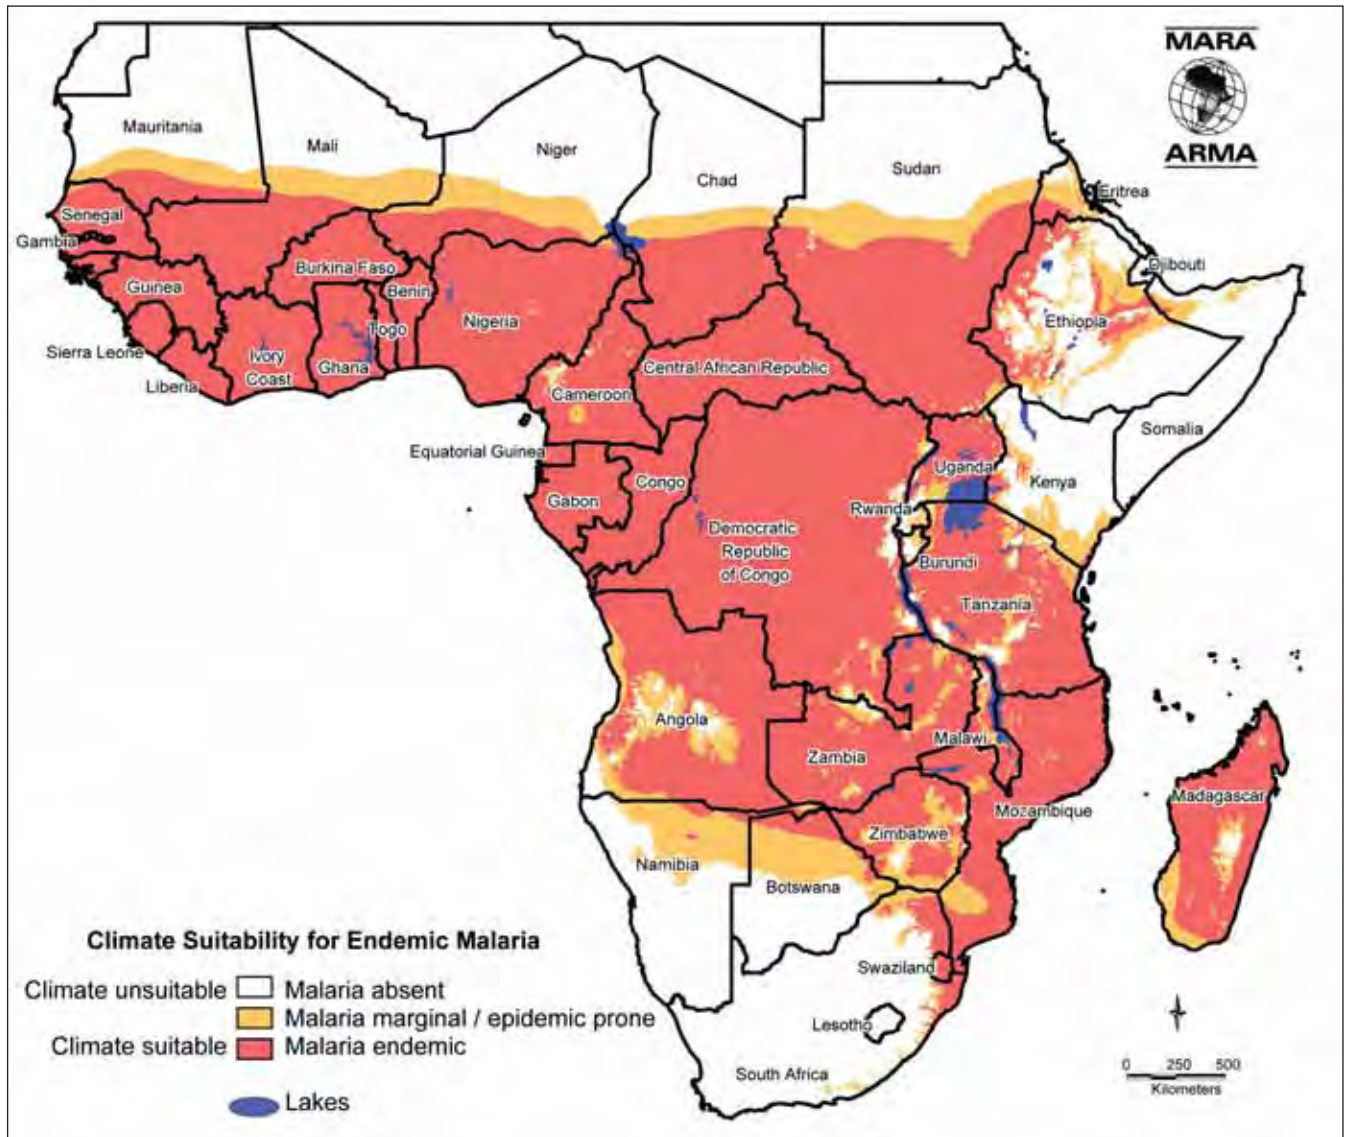 MARA
ARMA
Mauritania
Mali
Niger
Chad
Sudan
Eritrea
Senegal
Gambia
Burkina Faso
Djibouti
Guinea
Benin
Nigeria
Togo
Ethiopia
Sierra Leone
Ivory
Coast
Ghana
Central African Republic
Liberia
Cameroon
Somalia
Equatorial Guinea
Uganda
Congo
Kenya
Gabon
Rwanda
Democratic
Republic
of Congo
Burundi
Tanzania
Angola
Malawi
Zambia
Madagascar
Mozambique
Zimbabwe
Namibia
Botswana
Climate Suitability for Endemic Malaria
Swaziland
Climate unsuitable Malaria absent
Malaria marginal / epidemic prone
Lesotho
Climate suitable Malaria endemic
0 250 500
Kilometers
South Africa
Lakes